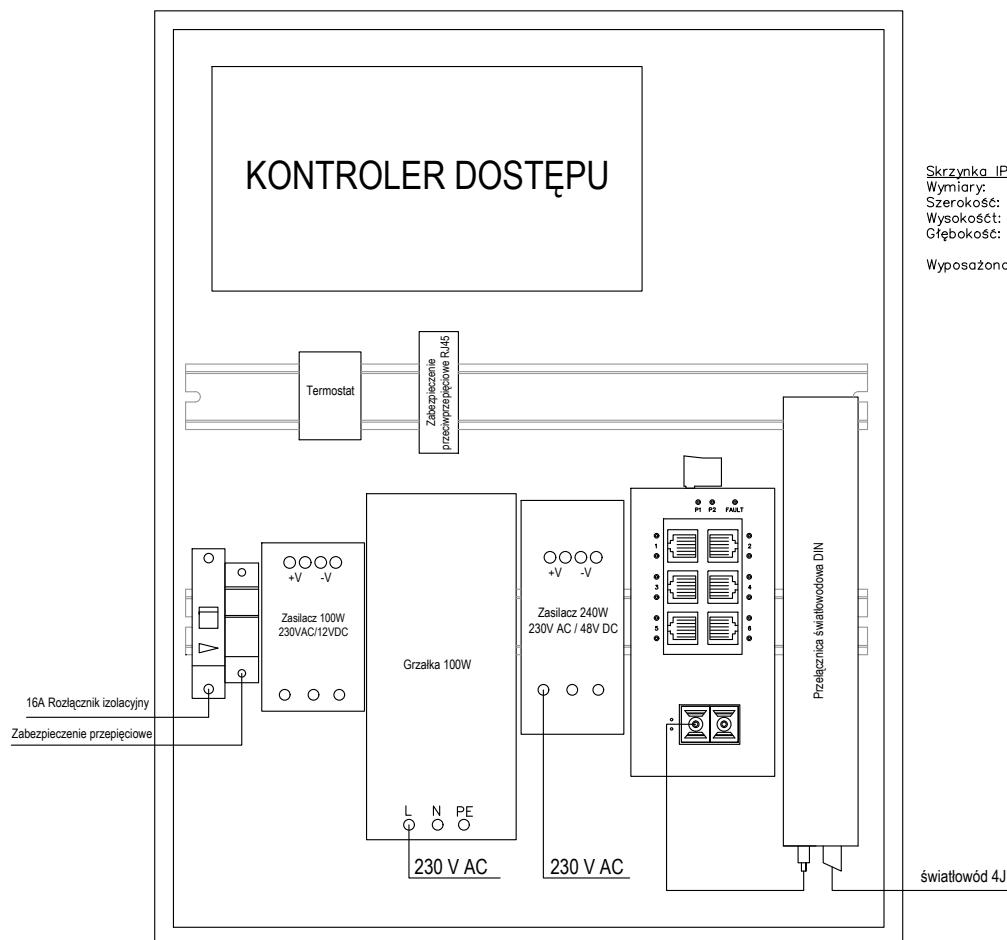 KONTROLER DOSTĘPU
Skrzynka IP
Wymiary:
Szerokość:
Wysokośćt:
Głębokość:
Wyposażono
Termostat
Zabezpieczenie
przeciwprzepięciowe RJ45
P1 P2 FAULT
1 2
3 4
5 6
+V -V
Zasilacz 100W
230VAC/12VDC
Grzałka 100W
+V -V
Zasilacz 240W
230V AC / 48V DC
Przełącznica światłowodowa DIN
16A Rozłącznik izolacyjny
Zabezpieczenie przepięciowe
L N PE
230 V AC
230 V AC
światłowód 4J